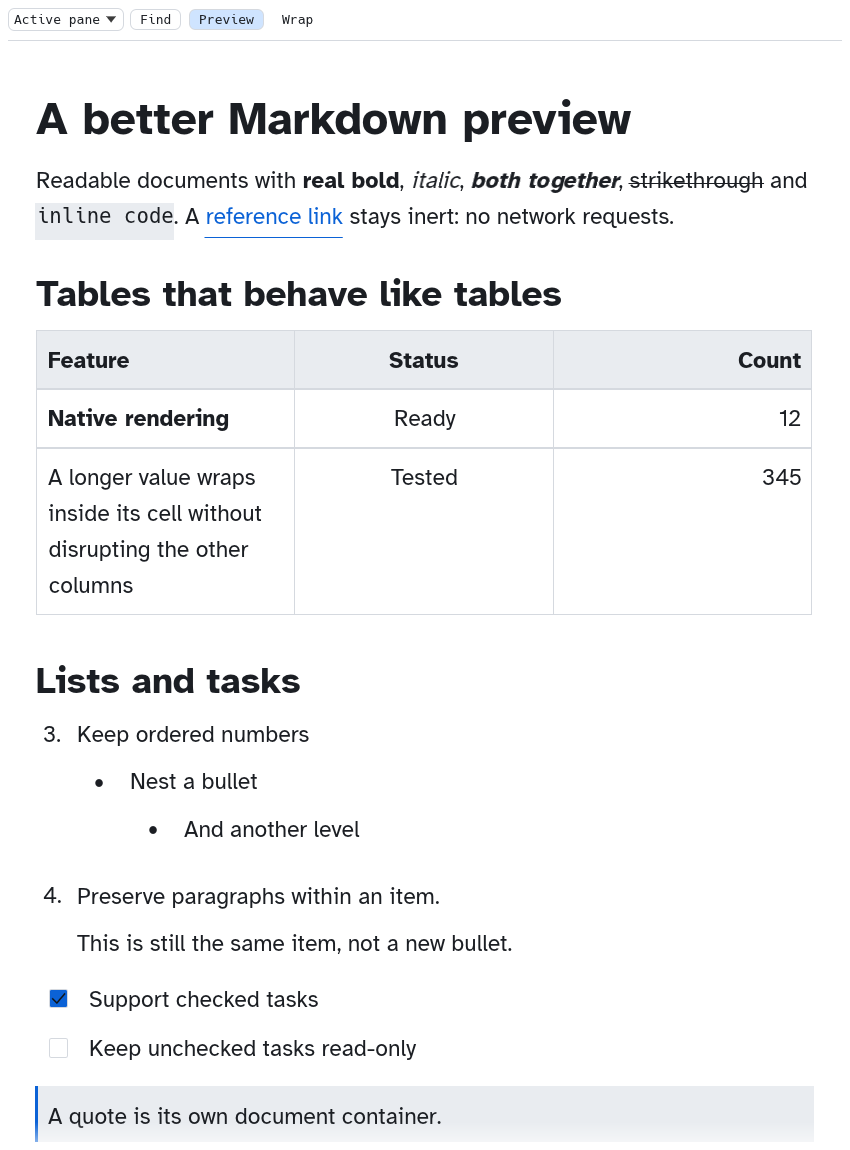 Active pane Find Preview Wrap
A better Markdown preview
Readable documents with real bold, italic, both together, strikethrough and
inline code. A reference link stays inert: no network requests.
Tables that behave like tables
Feature Status Count
Native rendering Ready 12
A longer value wraps Tested 345
inside its cell without
disrupting the other
columns
Lists and tasks
3. Keep ordered numbers
• Nest a bullet
• And another level
4. Preserve paragraphs within an item.
This is still the same item, not a new bullet.
Support checked tasks
Keep unchecked tasks read-only
A quote is its own document container.